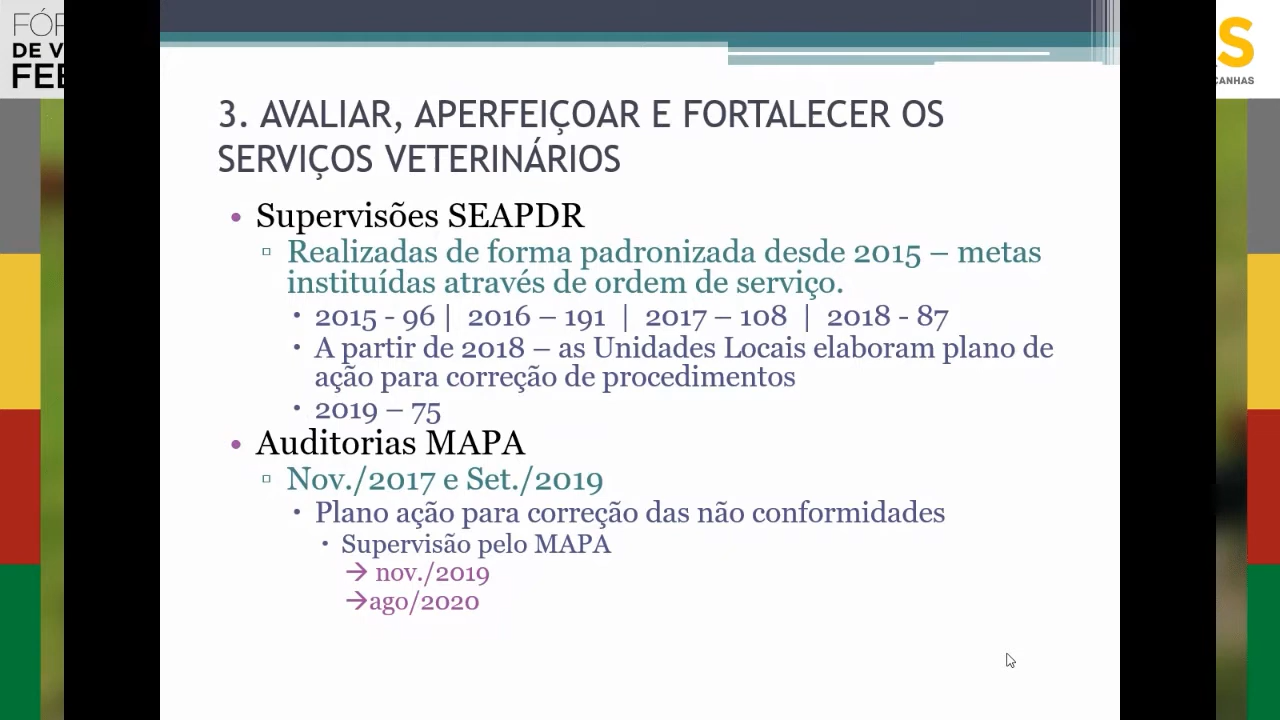 FÓR
DE V
FEE
S
CANHAS
3. AVALIAR, APERFEIÇOAR E FORTALECER OS
SERVIÇOS VETERINÁRIOS
• Supervisões SEAPDR
▫ Realizadas de forma padronizada desde 2015 – metas
instituídas através de ordem de serviço.
• 2015 - 96 | 2016 – 191 | 2017 – 108 | 2018 - 87
• A partir de 2018 – as Unidades Locais elaboram plano de
ação para correção de procedimentos
• 2019 – 75
• Auditorias MAPA
▫ Nov./2017 e Set./2019
• Plano ação para correção das não conformidades
• Supervisão pelo MAPA
→ nov./2019
→ago/2020